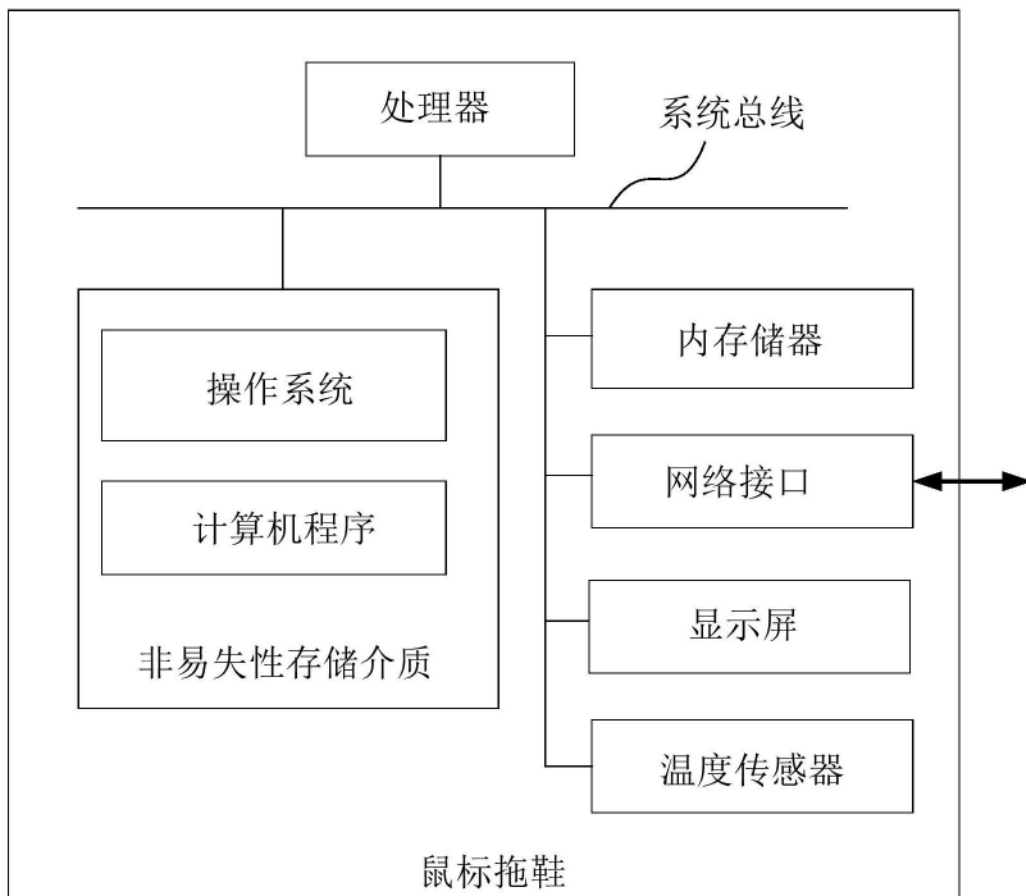 处理器
系统总线
操作系统
计算机程序
非易失性存储介质
内存储器
网络接口
显示屏
温度传感器
鼠标拖鞋